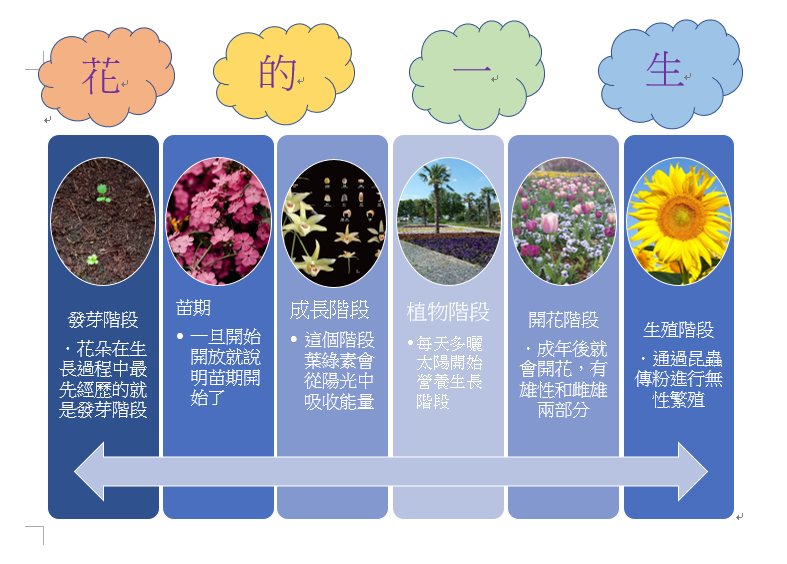 花 的 一 生
發芽階段
・花朵在生
長過程中最
先經歷的就
是發芽階段
苗期
• 一旦開始
開放就說
明苗期開
始了
成長階段
• 這個階段
葉綠素會
從陽光中
吸收能量
植物階段
•每天多曬
太陽開始
營養生長
階段
開花階段
・成年後就
會開花，有
雄性和雌雄
兩部分
生殖階段
・通過昆蟲
傳粉進行無
性繁殖